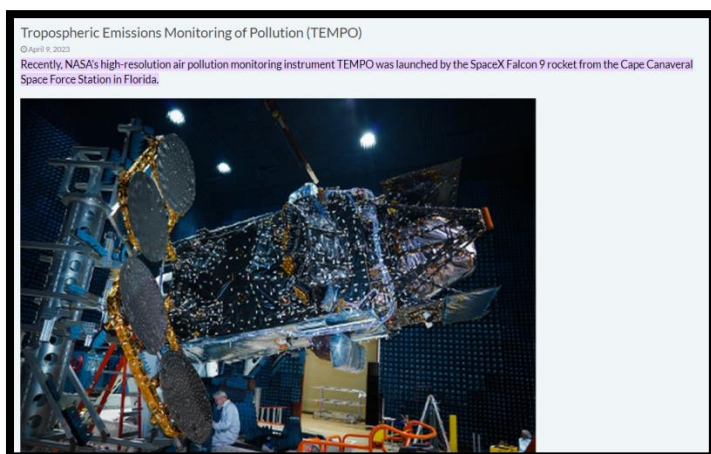 Tropospheric Emissions Monitoring of Pollution (TEMPO)
April 9, 2023
Recently, NASA's high-resolution air pollution monitoring instrument TEMPO was launched by the SpaceX Falcon 9 rocket from the Cape Canaveral
Space Force Station in Florida.